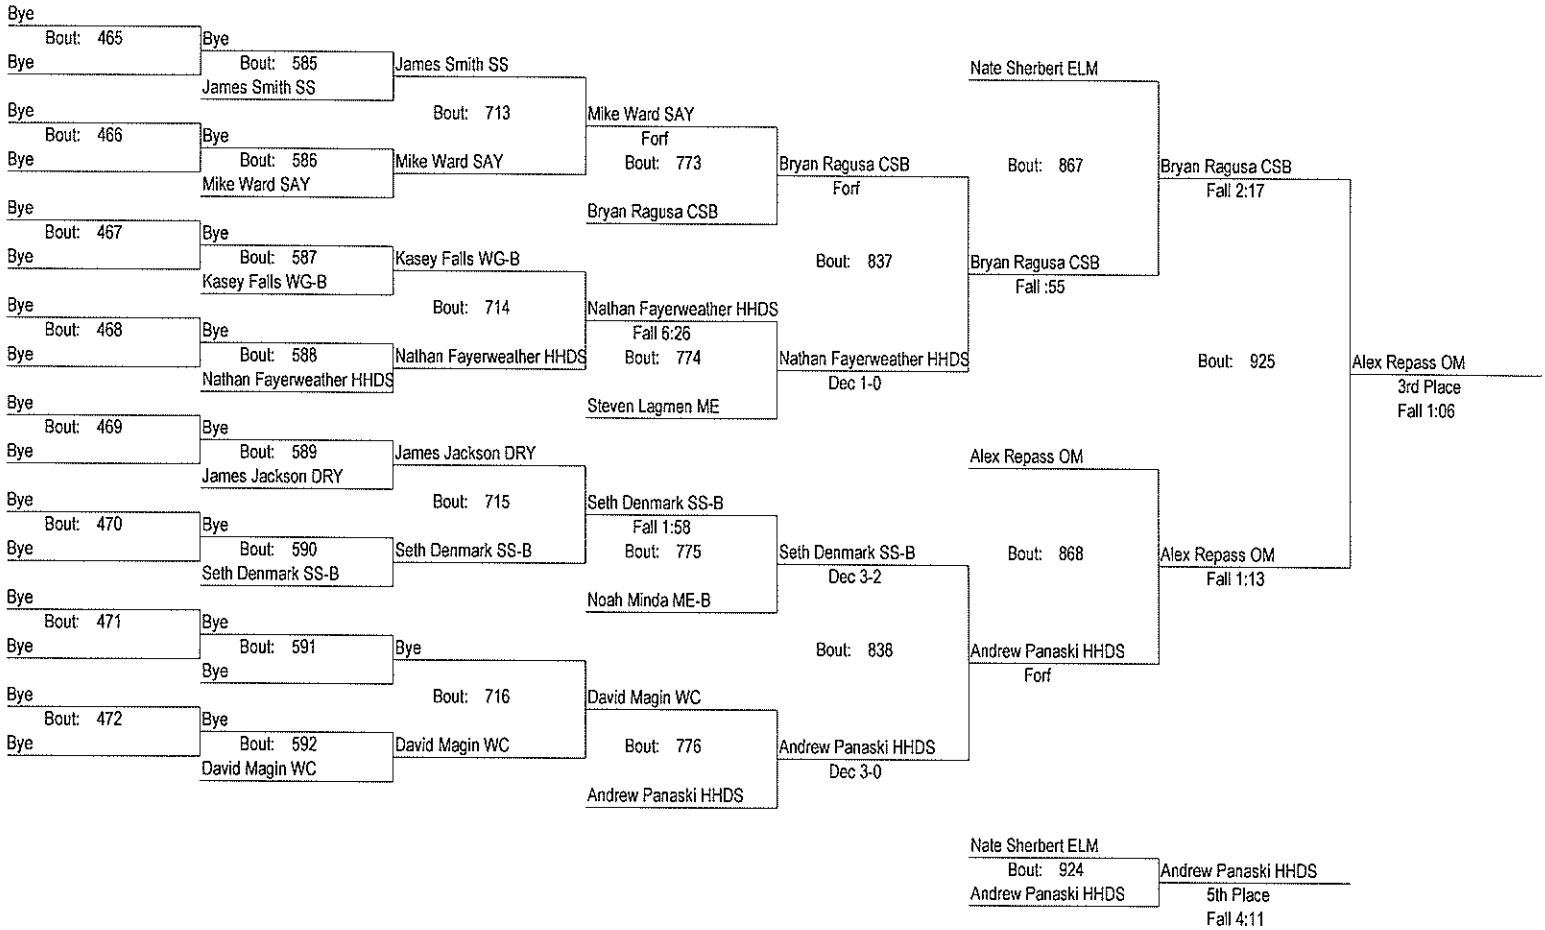 Bye
Bout: 465
Bye
Bye
Bout: 466
Bye
Bye
Bout: 467
Bye
Bye
Bout: 468
Bye
Bye
Bout: 469
Bye
Bye
Bout: 470
Bye
Bye
Bout: 471
Bye
Bye
Bout: 472
Bye
Bye
Bout: 585
James Smith SS
Bye
Bout: 586
Mike Ward SAY
Bye
Bout: 587
Kasey Falls WG-B
Bye
Bout: 588
Nathan Fayerweather HHDS
Bye
Bout: 589
James Jackson DRY
Bye
Bout: 590
Seth Denmark SS-B
Bye
Bout: 591
Bye
Bye
Bout: 592
David Magin WC
James Smith SS
Bout: 713
Mike Ward SAY
Kasey Falls WG-B
Bout: 714
Nathan Fayerweather HHDS
James Jackson DRY
Bout: 715
Seth Denmark SS-B
Bye
Bout: 716
David Magin WC
Mike Ward SAY
Forf
Bout: 773
Bryan Ragusa CSB
Nathan Fayerweather HHDS
Fall 6:26
Bout: 774
Steven Lagmen ME
Seth Denmark SS-B
Fall 1:58
Bout: 775
Noah Minda ME-B
David Magin WC
Bout: 776
Andrew Panaski HHDS
Bryan Ragusa CSB
Forf
Bout: 837
Nathan Fayerweather HHDS
Dec 1-0
Seth Denmark SS-B
Dec 3-2
Bout: 838
Andrew Panaski HHDS
Dec 3-0
Nate Sherbert ELM
Bout: 867
Bryan Ragusa CSB
Fall :55
Alex Repass OM
Bout: 868
Andrew Panaski HHDS
Forf
Bryan Ragusa CSB
Fall 2:17
Bout: 925
Alex Repass OM
Fall 1:13
Alex Repass OM
3rd Place
Fall 1:06
Nate Sherbert ELM
Bout: 924
Andrew Panaski HHDS
Andrew Panaski HHDS
5th Place
Fall 4:11